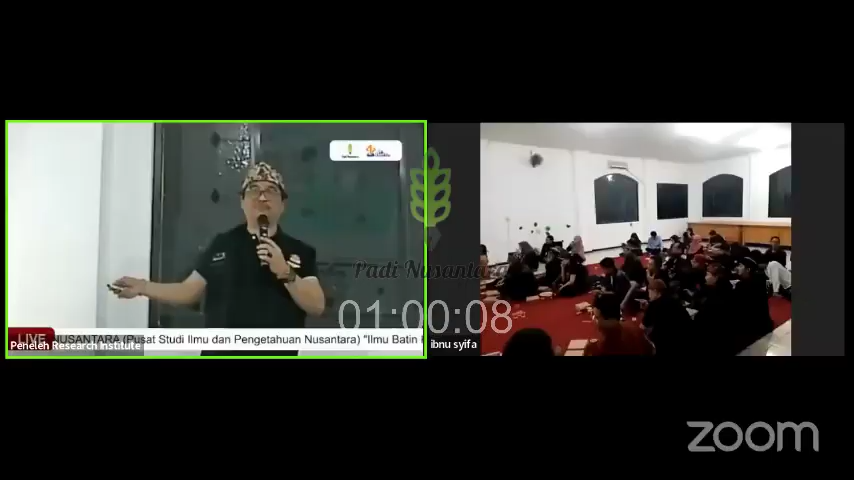 Padi Nusantara
01:00:08
LIVE
NUSANTARA (Pusat Studi Ilmu dan Pengetahuan Nusantara) "Ilmu Batin
Peneleh Research Institute
ibnu syifa
zoom